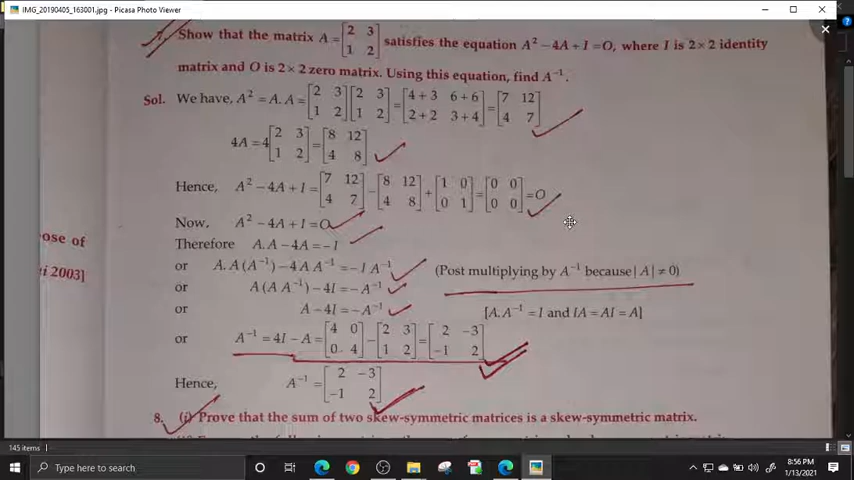 IMG_20190405_163001.jpg - Picasa Photo Viewer
7. Show that the matrix A = [2 3; 1 2] satisfies the equation A² − 4A + I = O, where I is 2 × 2 identity
matrix and O is 2 × 2 zero matrix. Using this equation, find A⁻¹.
Sol. We have, A² = A. A = [2 3; 1 2] [2 3; 1 2] = [4 + 3 6 + 6; 2 + 2 3 + 4] = [7 12; 4 7]
4A = 4[2 3; 1 2] = [8 12; 4 8]
Hence, A² − 4A + I = [7 12; 4 7] − [8 12; 4 8] + [1 0; 0 1] = [0 0; 0 0] = O
Now, A² − 4A + I = O
ose of
Therefore A. A − 4A = −I
ei 2003]
or A. A (A⁻¹) − 4A A⁻¹ = −I A⁻¹ (Post multiplying by A⁻¹ because | A | ≠ 0)
or A (A A⁻¹) − 4I = −A⁻¹
or A − 4I = −A⁻¹ [A. A⁻¹ = I and IA = AI = A]
or A⁻¹ = 4I − A = [4 0; 0 4] − [2 3; 1 2] = [2 −3; −1 2]
Hence, A⁻¹ = [2 −3; −1 2]
8. (i) Prove that the sum of two skew-symmetric matrices is a skew-symmetric matrix.
145 items
Type here to search
8:56 PM
1/13/2021